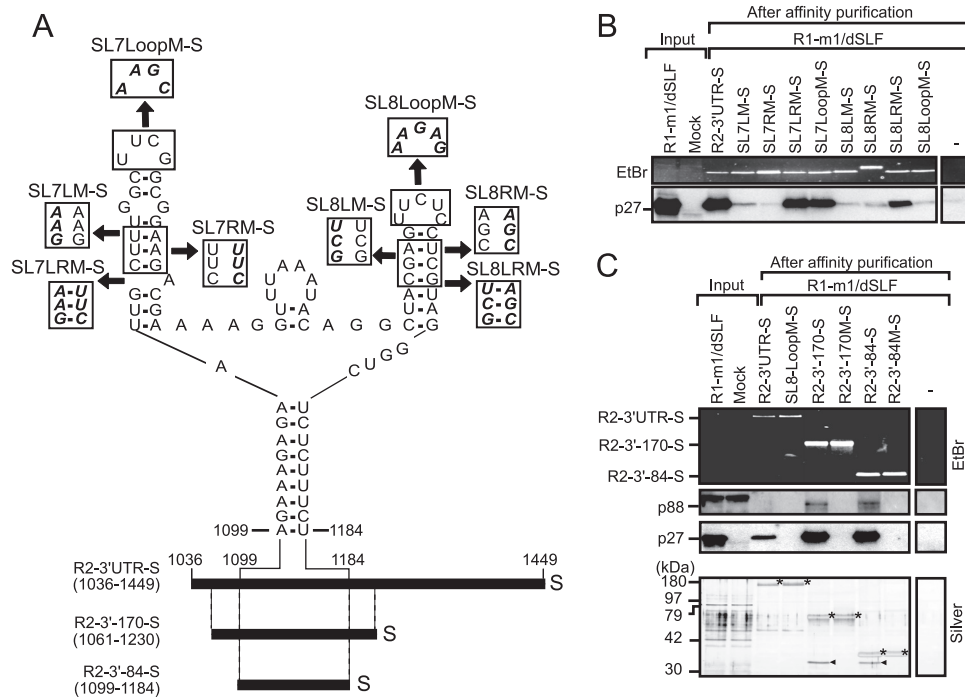 A
SL7LoopM-S
A A G C
U U C G
SL8LoopM-S
A A G A G
U U C U C
SL7LM-S
A A
A A
G G
SL7RM-S
U U
U U
C C
SL7LRM-S
A-U
A-U
G-C
SL8LM-S
U U
C C
G G
SL8RM-S
A A
G G
C C
SL8LRM-S
U-A
C-G
G-C
A A A A G G
C A G G
A
C U G G
A U
G C
A U
G C
A U
A U
A U
G C
A U
1099
1184
1036
1099
1184
1449
R2-3'UTR-S
(1036-1449)
S
R2-3'-170-S
(1061-1230)
S
R2-3'-84-S
(1099-1184)
S
B
After affinity purification
Input
R1-m1/dSLF
R1-m1/dSLF
Mock
R2-3'UTR-S
SL7LM-S
SL7RM-S
SL7LRM-S
SL7LoopM-S
SL8LM-S
SL8RM-S
SL8LRM-S
SL8LoopM-S
-
EtBr
p27
C
After affinity purification
Input
R1-m1/dSLF
R1-m1/dSLF
Mock
R2-3'UTR-S
SL8-LoopM-S
R2-3'-170-S
R2-3'-170M-S
R2-3'-84-S
R2-3'-84M-S
-
R2-3'UTR-S
R2-3'-170-S
R2-3'-84-S
EtBr
p88
p27
(kDa)
180
97
79
42
30
Silver